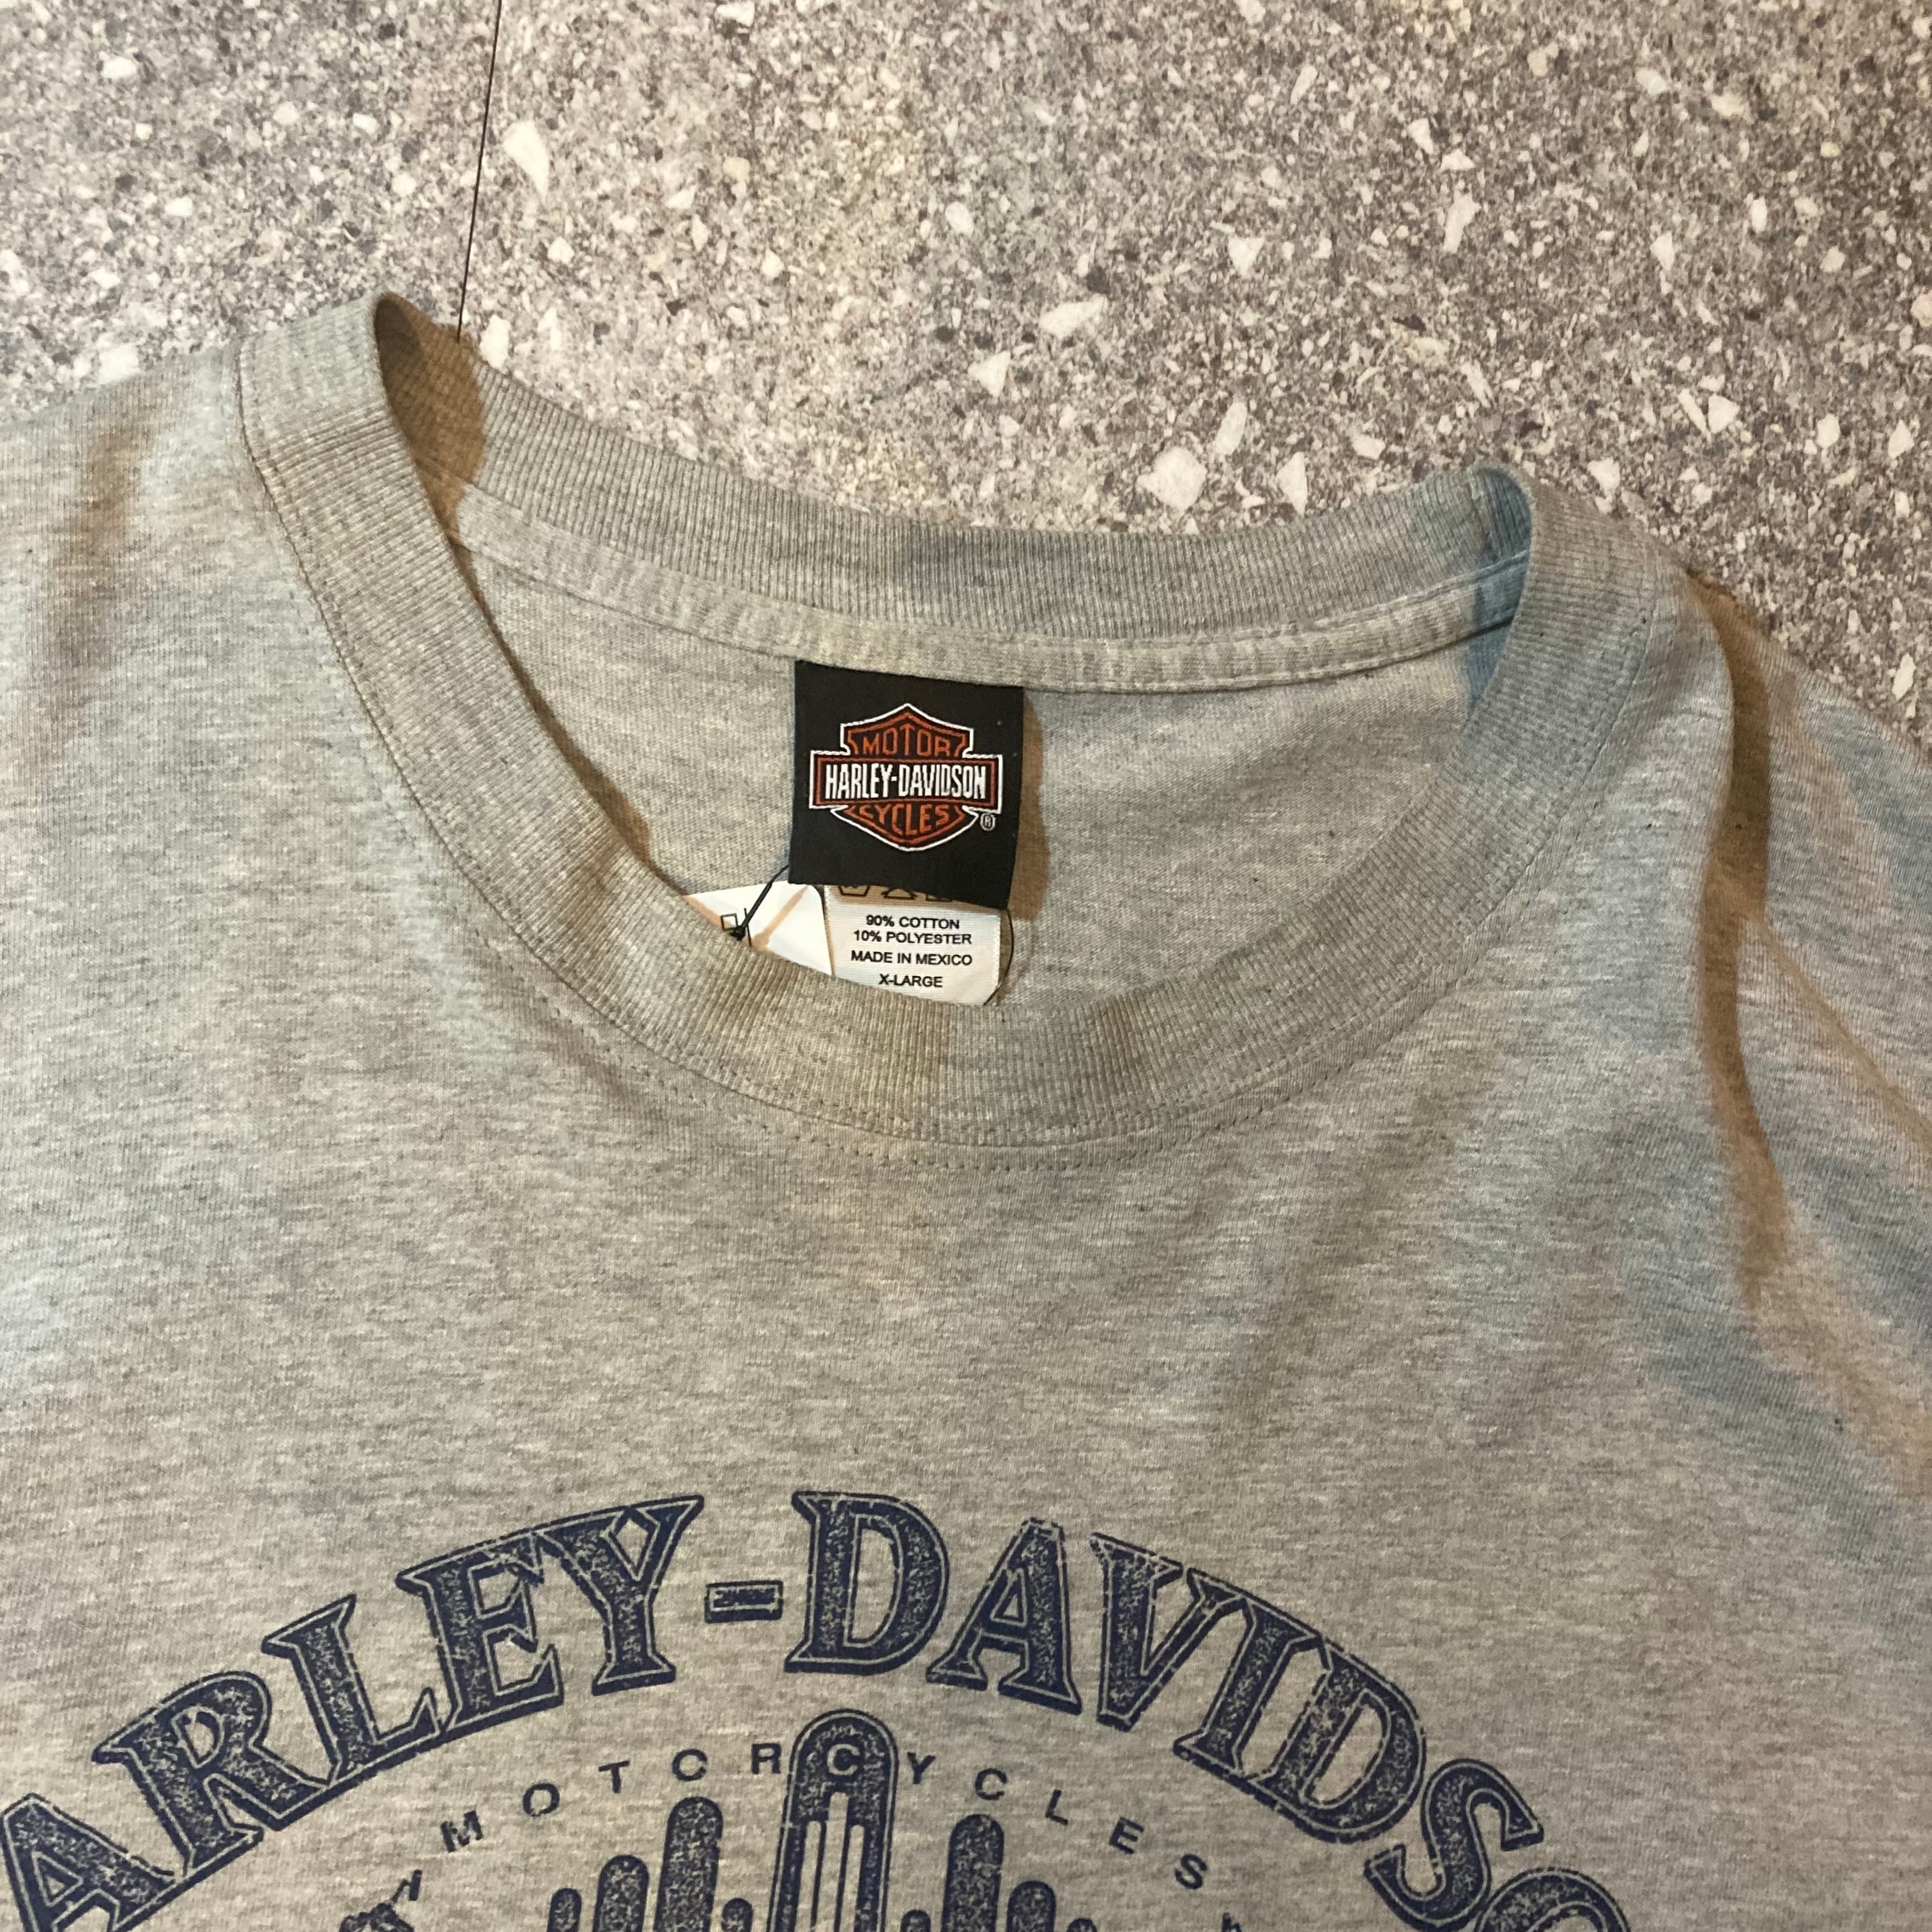 MOTOR
HARLEY-DAVIDSON
CYCLES
®
90% COTTON
10% POLYESTER
MADE IN MEXICO
X-LARGE
ARLEY-DAVIDSO
MOTORCYCLES